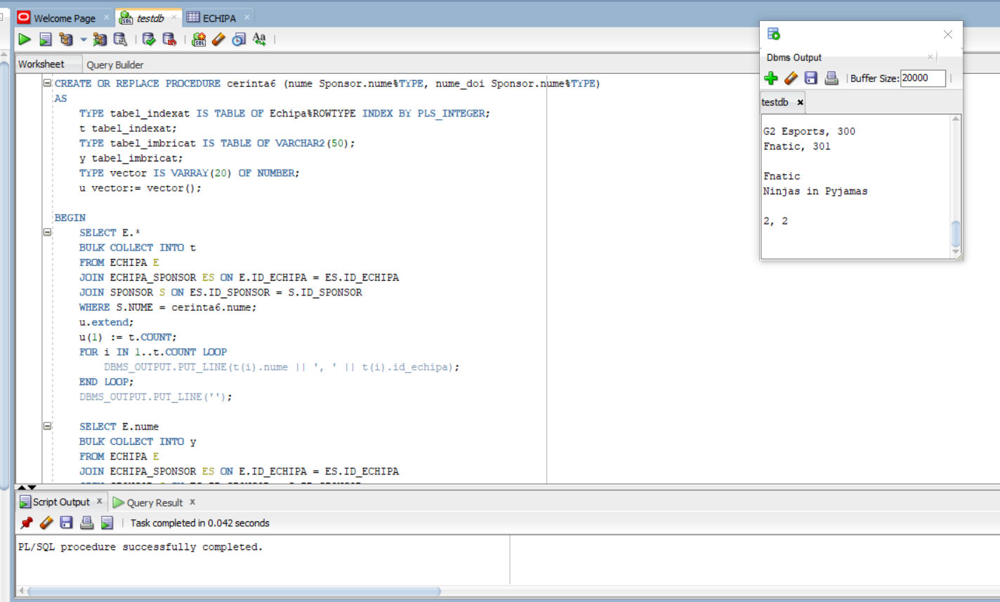 Welcome Page
testdb
ECHIPA
Worksheet
Query Builder
CREATE OR REPLACE PROCEDURE cerinta6 (nume Sponsor.nume%TYPE, nume_doi Sponsor.nume%TYPE)
AS
TYPE tabel_indexat IS TABLE OF Echipa%ROWTYPE INDEX BY PLS_INTEGER;
t tabel_indexat;
TYPE tabel_imbricat IS TABLE OF VARCHAR2(50);
y tabel_imbricat;
TYPE vector IS VARRAY(20) OF NUMBER;
u vector:= vector();
BEGIN
SELECT E.*
BULK COLLECT INTO t
FROM ECHIPA E
JOIN ECHIPA_SPONSOR ES ON E.ID_ECHIPA = ES.ID_ECHIPA
JOIN SPONSOR S ON ES.ID_SPONSOR = S.ID_SPONSOR
WHERE S.NUME = cerinta6.nume;
u.extend;
u(1) := t.COUNT;
FOR i IN 1..t.COUNT LOOP
DBMS_OUTPUT.PUT_LINE(t(i).nume || ', ' || t(i).id_echipa);
END LOOP;
DBMS_OUTPUT.PUT_LINE('');
SELECT E.nume
BULK COLLECT INTO y
FROM ECHIPA E
JOIN ECHIPA_SPONSOR ES ON E.ID_ECHIPA = ES.ID_ECHIPA
Dbms Output
Buffer Size: 20000
testdb
G2 Esports, 300
Fnatic, 301
Fnatic
Ninjas in Pyjamas
2, 2
Script Output
Query Result
Task completed in 0.042 seconds
PL/SQL procedure successfully completed.